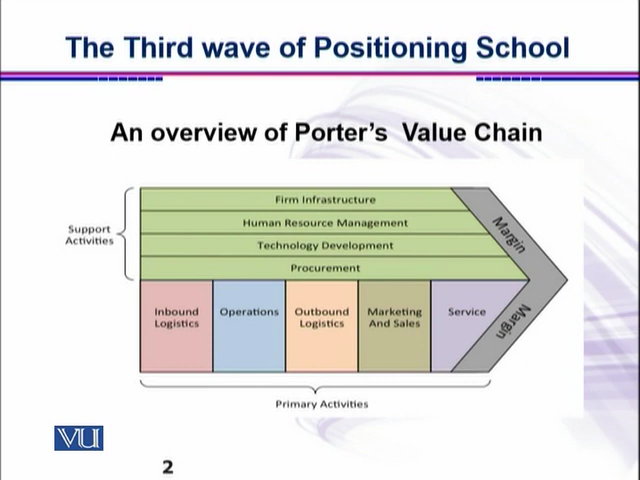 The Third wave of Positioning School
An overview of Porter's Value Chain
Support
Activities
Firm Infrastructure
Human Resource Management
Technology Development
Procurement
Margin
Inbound
Logistics
Operations
Outbound
Logistics
Marketing
And Sales
Service
Margin
Primary Activities
VU
2